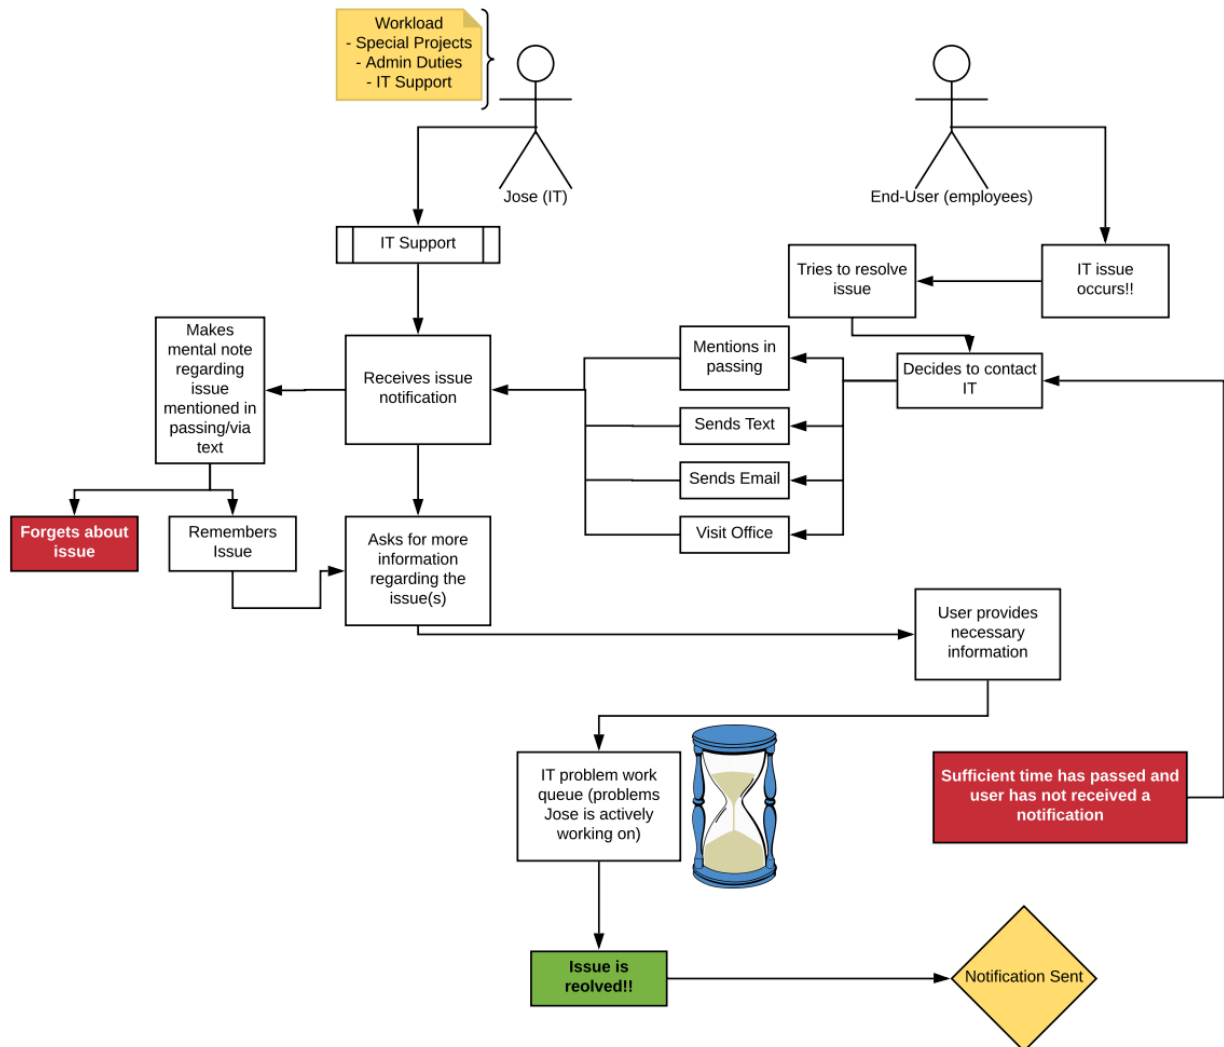 Workload
- Special Projects
- Admin Duties
- IT Support
Jose (IT)
End-User (employees)
IT Support
Tries to resolve
issue
IT issue
occurs!!
Makes
mental note
regarding
issue
mentioned in
passing/via
text
Receives issue
notification
Mentions in
passing
Decides to contact
IT
Sends Text
Sends Email
Visit Office
Forgets about
issue
Remembers
Issue
Asks for more
information
regarding the
issue(s)
User provides
necessary
information
IT problem work
queue (problems
Jose is actively
working on)
Sufficient time has passed and
user has not received a
notification
Issue is
reolved!!
Notification Sent